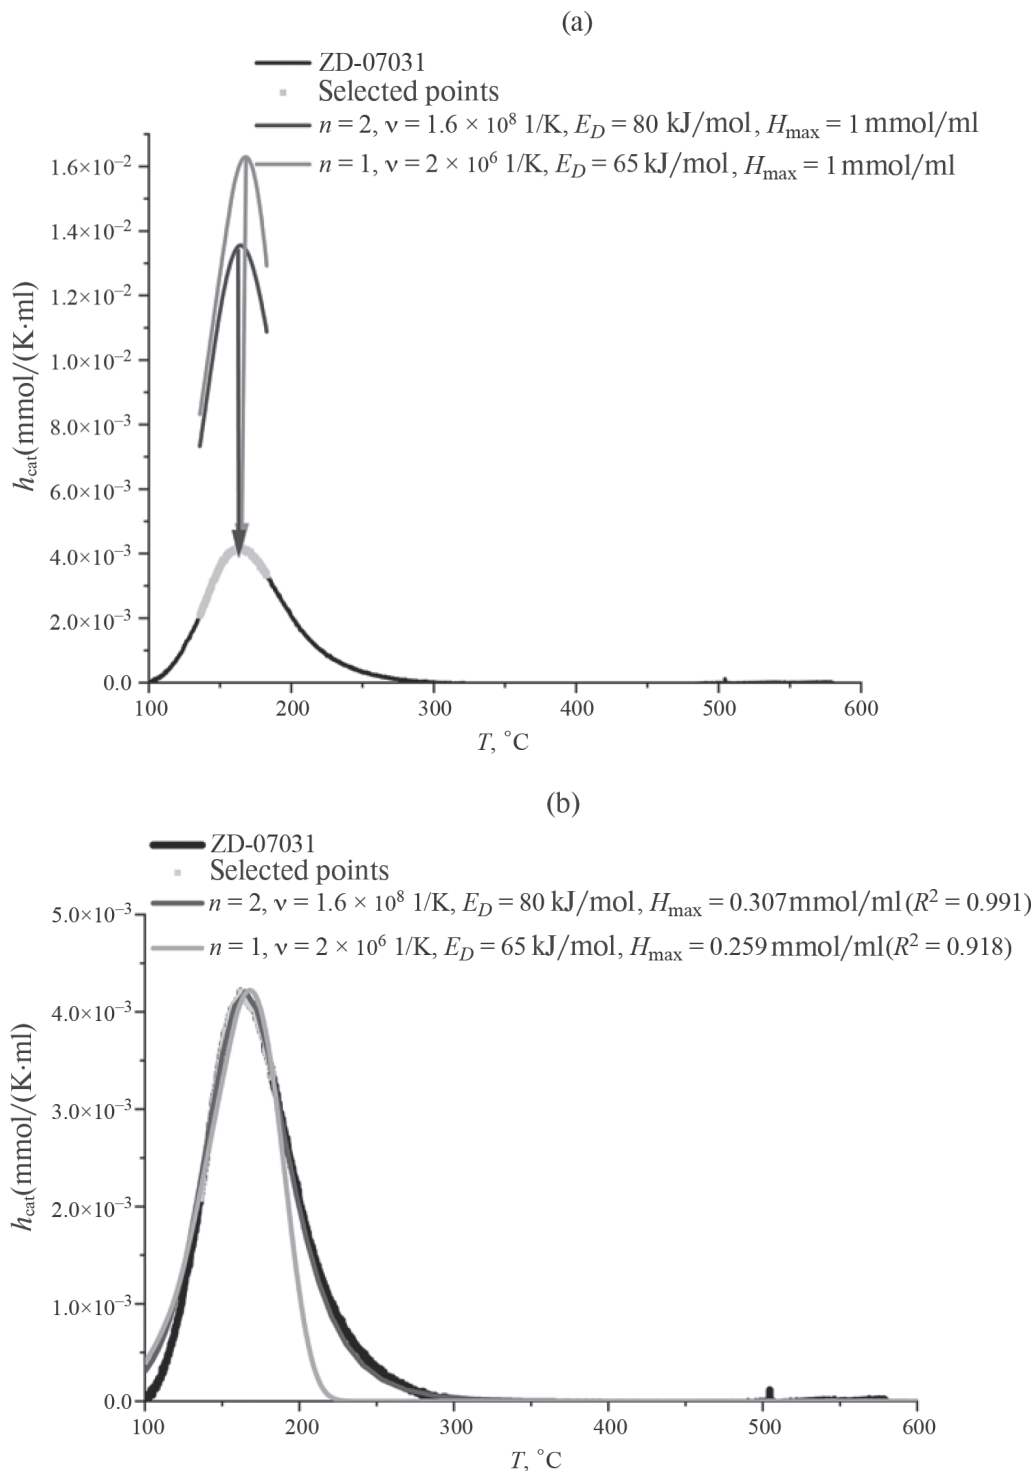 (a)
ZD-07031
Selected points
n = 2, ν = 1.6 × 10⁸ 1/K, E_D = 80 kJ/mol, H_max = 1 mmol/ml
n = 1, ν = 2 × 10⁶ 1/K, E_D = 65 kJ/mol, H_max = 1 mmol/ml
1.6×10⁻²
1.4×10⁻²
1.2×10⁻²
1.0×10⁻²
8.0×10⁻³
6.0×10⁻³
4.0×10⁻³
2.0×10⁻³
0.0
h_cat(mmol/(K·ml)
100 200 300 400 500 600
T, °C
(b)
ZD-07031
Selected points
n = 2, ν = 1.6 × 10⁸ 1/K, E_D = 80 kJ/mol, H_max = 0.307 mmol/ml (R² = 0.991)
n = 1, ν = 2 × 10⁶ 1/K, E_D = 65 kJ/mol, H_max = 0.259 mmol/ml (R² = 0.918)
5.0×10⁻³
4.0×10⁻³
3.0×10⁻³
2.0×10⁻³
1.0×10⁻³
0.0
h_cat(mmol/(K·ml)
100 200 300 400 500 600
T, °C